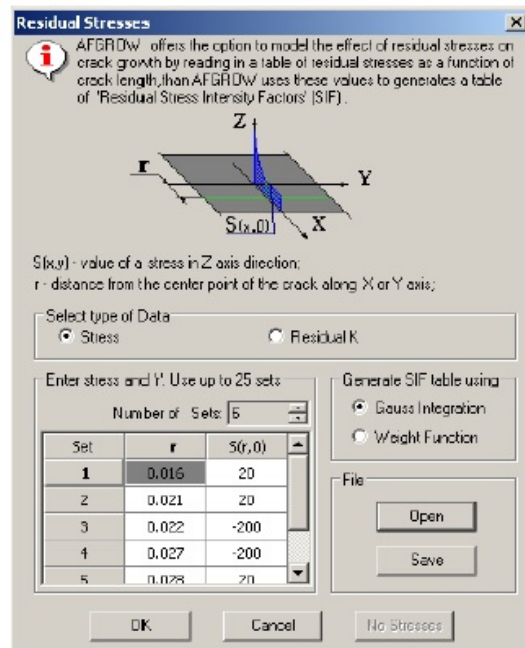 Residual Stresses
AFGROW offers the option to model the effect of residual stresses on
crack growth by reading in a table of residual stresses as a function of
crack length,than AFGROW uses these values to generates a table
of 'Residual Stress Intensity Factors' (SIF) .
Z
r
Y
S(x,0)
X
S(x,y) - value of a stress in Z axis direction;
r - distance from the center point of the crack along X or Y axis;
Select type of Data
Stress
Residual K
Enter stress and 'r'. Use up to 25 sets
Number of Sets:
Set r S(r,0)
1 0.016 20
2 0.021 20
3 0.022 -200
4 0.027 -200
5 0.028 20
Generate SIF table using
Gauss Integration
Weight Function
File
Open
Save
OK
Cancel
No Stresses